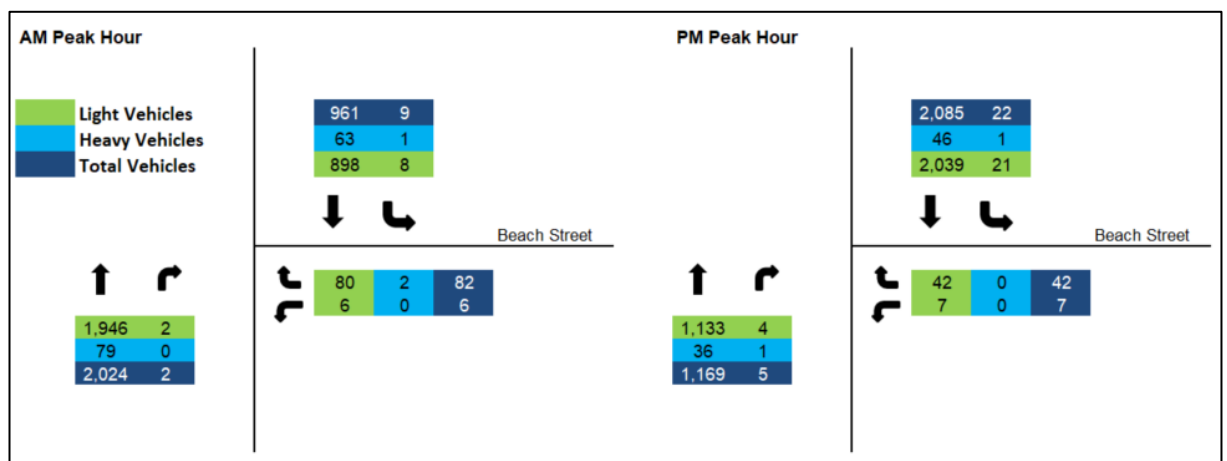 AM Peak Hour
PM Peak Hour
Light Vehicles
Heavy Vehicles
Total Vehicles
961 9
63 1
898 8
2,085 22
46 1
2,039 21
Beach Street
Beach Street
80 2 82
6 0 6
42 0 42
7 0 7
1,946 2
79 0
2,024 2
1,133 4
36 1
1,169 5